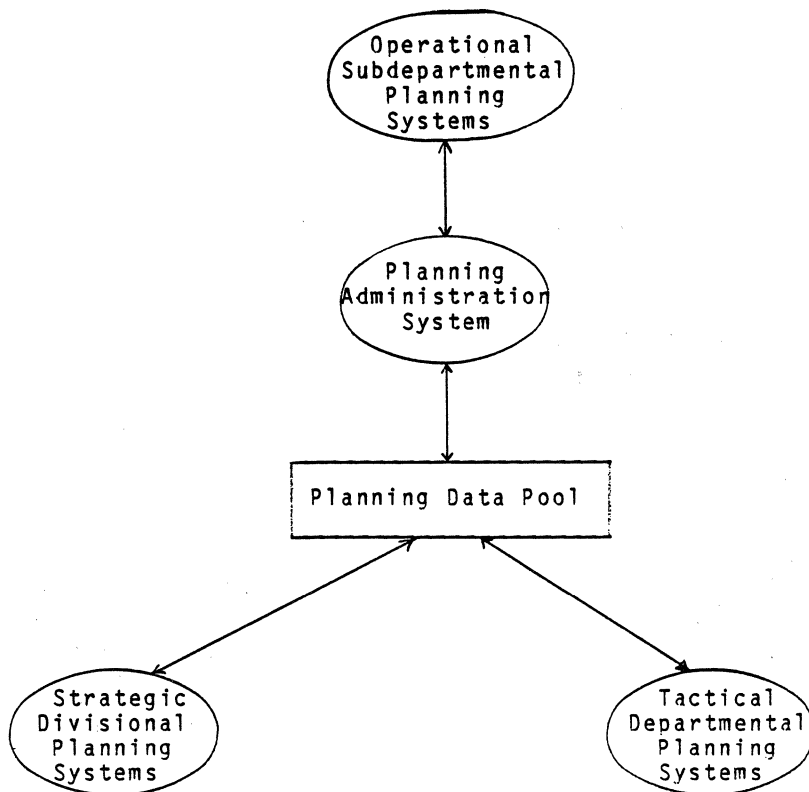 Operational
Subdepartmental
Planning
Systems
Planning
Administration
System
Planning Data Pool
Strategic
Divisional
Planning
Systems
Tactical
Departmental
Planning
Systems